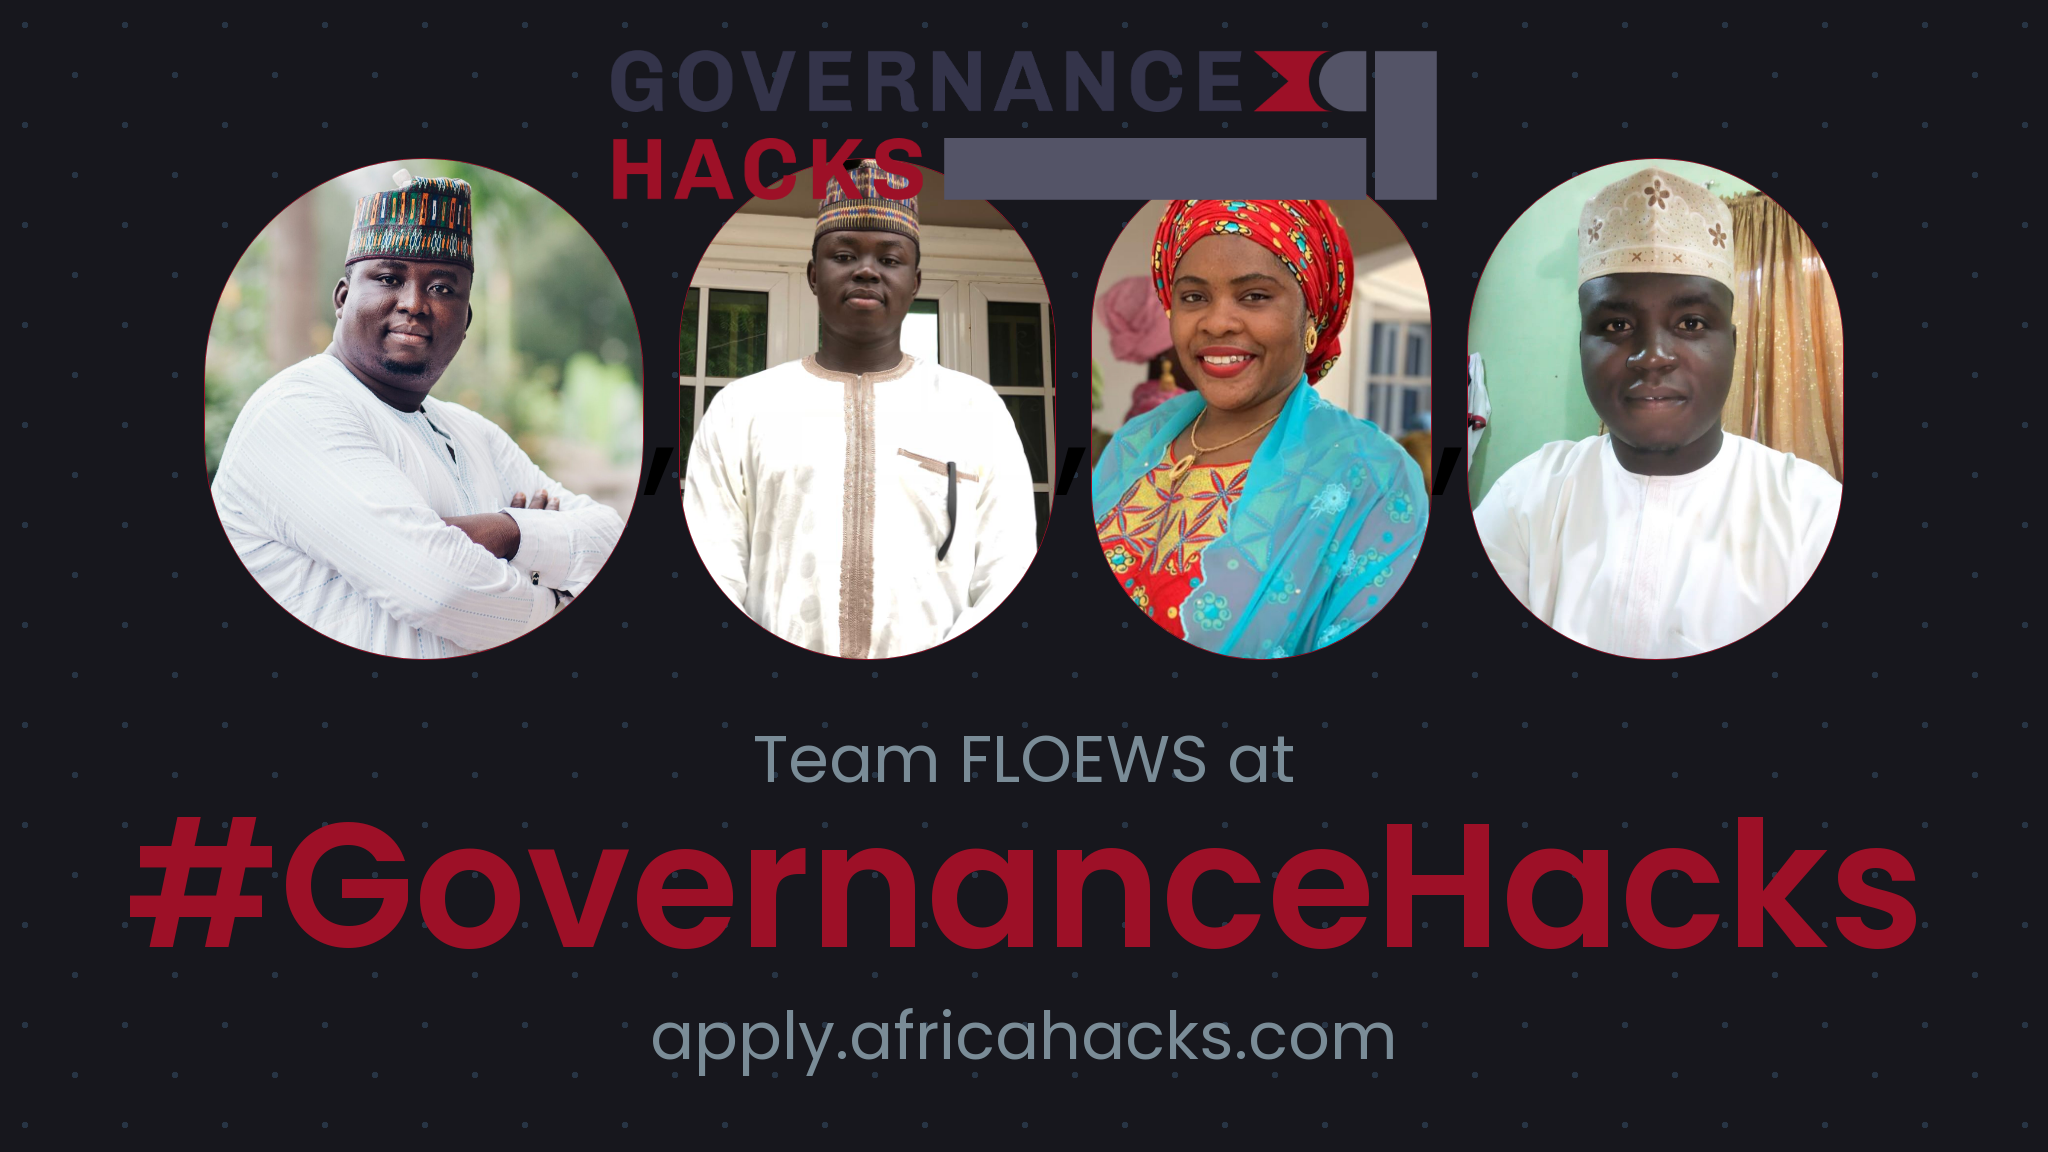 GOVERNANCE
HACKS
, , ,
Team FLOEWS at
#GovernanceHacks
apply.africahacks.com